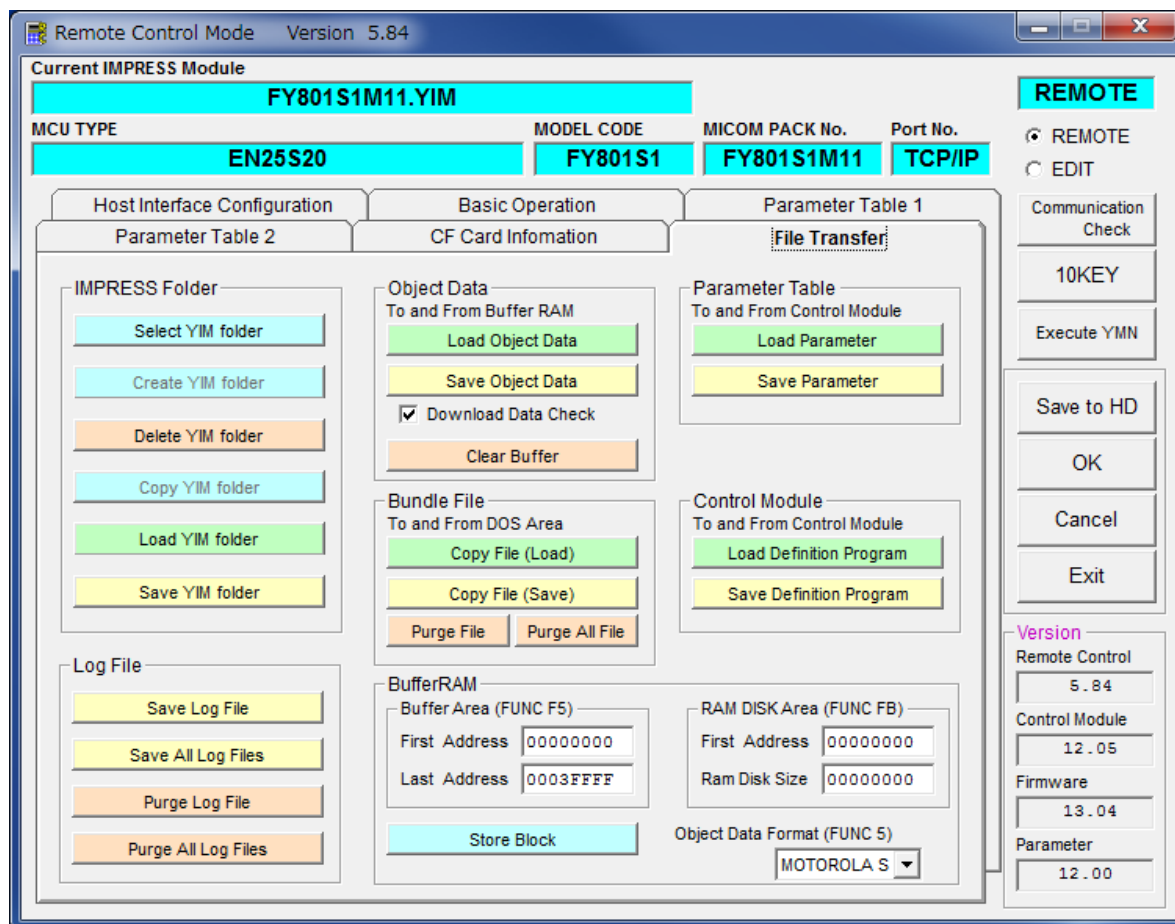 Remote Control Mode Version 5.84
Current IMPRESS Module
FY801S1M11.YIM
MCU TYPE
MODEL CODE
MICOM PACK No.
Port No.
EN25S20
FY801S1
FY801S1M11
TCP/IP
REMOTE
REMOTE
EDIT
Communication
Check
10KEY
Execute YMN
Save to HD
OK
Cancel
Exit
Version
Remote Control
5.84
Control Module
12.05
Firmware
13.04
Parameter
12.00
Host Interface Configuration
Basic Operation
Parameter Table 1
Parameter Table 2
CF Card Infomation
File Transfer
IMPRESS Folder
Select YIM folder
Create YIM folder
Delete YIM folder
Copy YIM folder
Load YIM folder
Save YIM folder
Log File
Save Log File
Save All Log Files
Purge Log File
Purge All Log Files
Object Data
To and From Buffer RAM
Load Object Data
Save Object Data
Download Data Check
Clear Buffer
Bundle File
To and From DOS Area
Copy File (Load)
Copy File (Save)
Purge File
Purge All File
Parameter Table
To and From Control Module
Load Parameter
Save Parameter
Control Module
To and From Control Module
Load Definition Program
Save Definition Program
BufferRAM
Buffer Area (FUNC F5)
First Address 00000000
Last Address 0003FFFF
RAM DISK Area (FUNC FB)
First Address 00000000
Ram Disk Size 00000000
Store Block
Object Data Format (FUNC 5)
MOTOROLA S